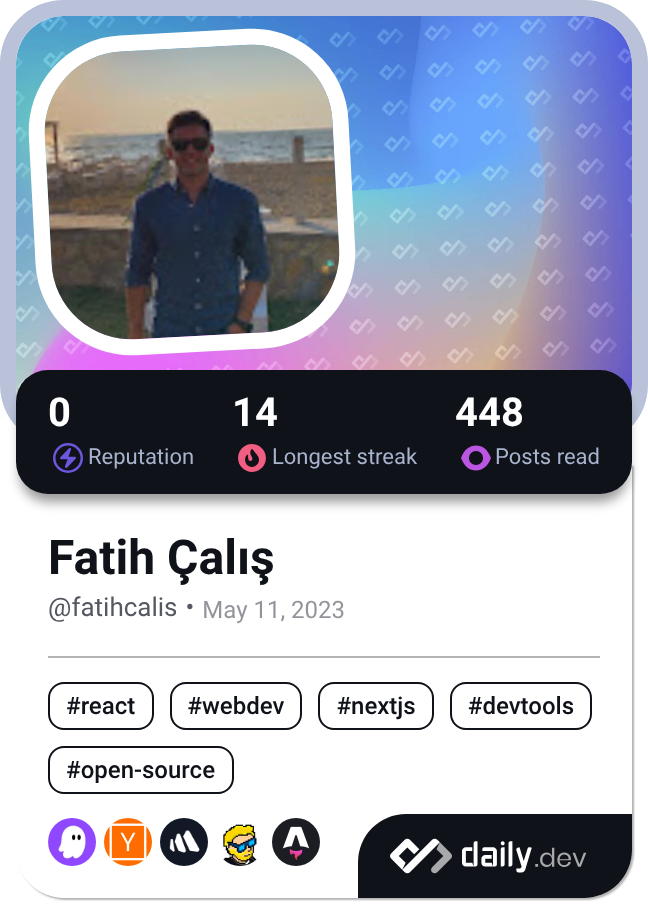 0 14 448
Reputation Longest streak Posts read
Fatih Çalış
@fatihcalis • May 11, 2023
#react #webdev #nextjs #devtools
#open-source
Y
daily.dev